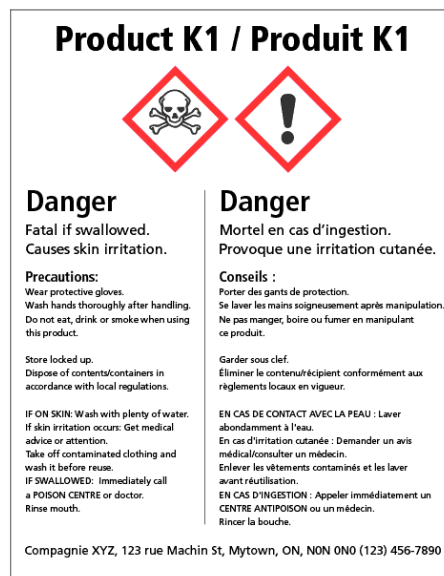 Product K1 / Produit K1
Danger
Fatal if swallowed.
Causes skin irritation.
Precautions:
Wear protective gloves.
Wash hands thoroughly after handling.
Do not eat, drink or smoke when using
this product.
Store locked up.
Dispose of contents/containers in
accordance with local regulations.
IF ON SKIN: Wash with plenty of water.
If skin irritation occurs: Get medical
advice or attention.
Take off contaminated clothing and
wash it before reuse.
IF SWALLOWED: Immediately call
a POISON CENTRE or doctor.
Rinse mouth.
Danger
Mortel en cas d'ingestion.
Provoque une irritation cutanée.
Conseils :
Porter des gants de protection.
Se laver les mains soigneusement après manipulation.
Ne pas manger, boire ou fumer en manipulant
ce produit.
Garder sous clef.
Éliminer le contenu/récipient conformément aux
règlements locaux en vigueur.
EN CAS DE CONTACT AVEC LA PEAU : Laver
abondamment à l'eau.
En cas d'irritation cutanée : Demander un avis
médical/consulter un médecin.
Enlever les vêtements contaminés et les laver
avant réutilisation.
EN CAS D'INGESTION : Appeler immédiatement un
CENTRE ANTIPOISON ou un médecin.
Rincer la bouche.
Compagnie XYZ, 123 rue Machin St, Mytown, ON, N0N 0N0 (123) 456-7890